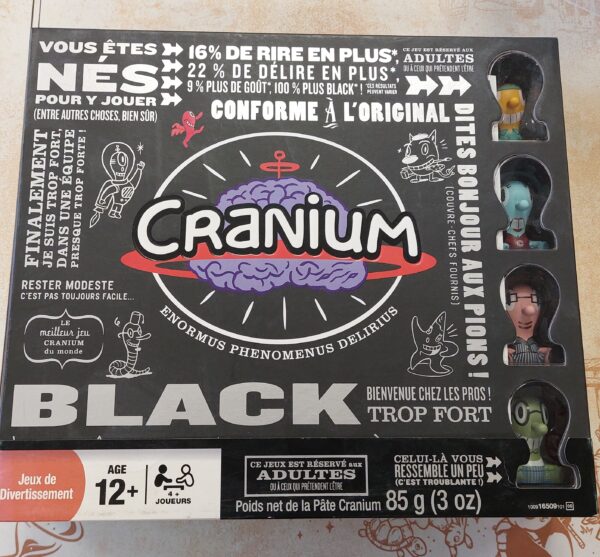 VOUS ÊTES
NÉS
POUR Y JOUER
(ENTRE AUTRES CHOSES, BIEN SÛR)
16% DE RIRE EN PLUS*,
22 % DE DÉLIRE EN PLUS*
9 % PLUS DE GOÛT*, 100 % PLUS BLACK* !
*CES RÉSULTATS
PEUVENT VARIER
CONFORME À L'ORIGINAL
CE JEU EST RÉSERVÉ AUX
ADULTES
OU À CEUX QUI PRÉTENDENT L'ÊTRE
DITES BONJOUR AUX PIONS !
(COUVRE-CHEFS FOURNIS)
FINALEMENT
JE SUIS TROP FORT.
DANS UNE ÉQUIPE
PRESQUE TROP FORTE !
CRANIUM
ENORMUS PHENOMENUS DELIRIUS
RESTER MODESTE
C'EST PAS TOUJOURS FACILE...
LE
meilleur jeu
CRANIUM
du monde
BLACK
BIENVENUE CHEZ LES PROS !
TROP FORT
Jeux de
Divertissement
AGE
12+
4 +
JOUEURS
CE JEUX EST RÉSERVÉ aux
ADULTES
OU À CEUX QUI PRÉTENDENT L'ÊTRE
Poids net de la Pâte Cranium 85 g (3 oz)
CELUI-LÀ VOUS
RESSEMBLE UN PEU
(C'EST TROUBLANTE !)
100916509101